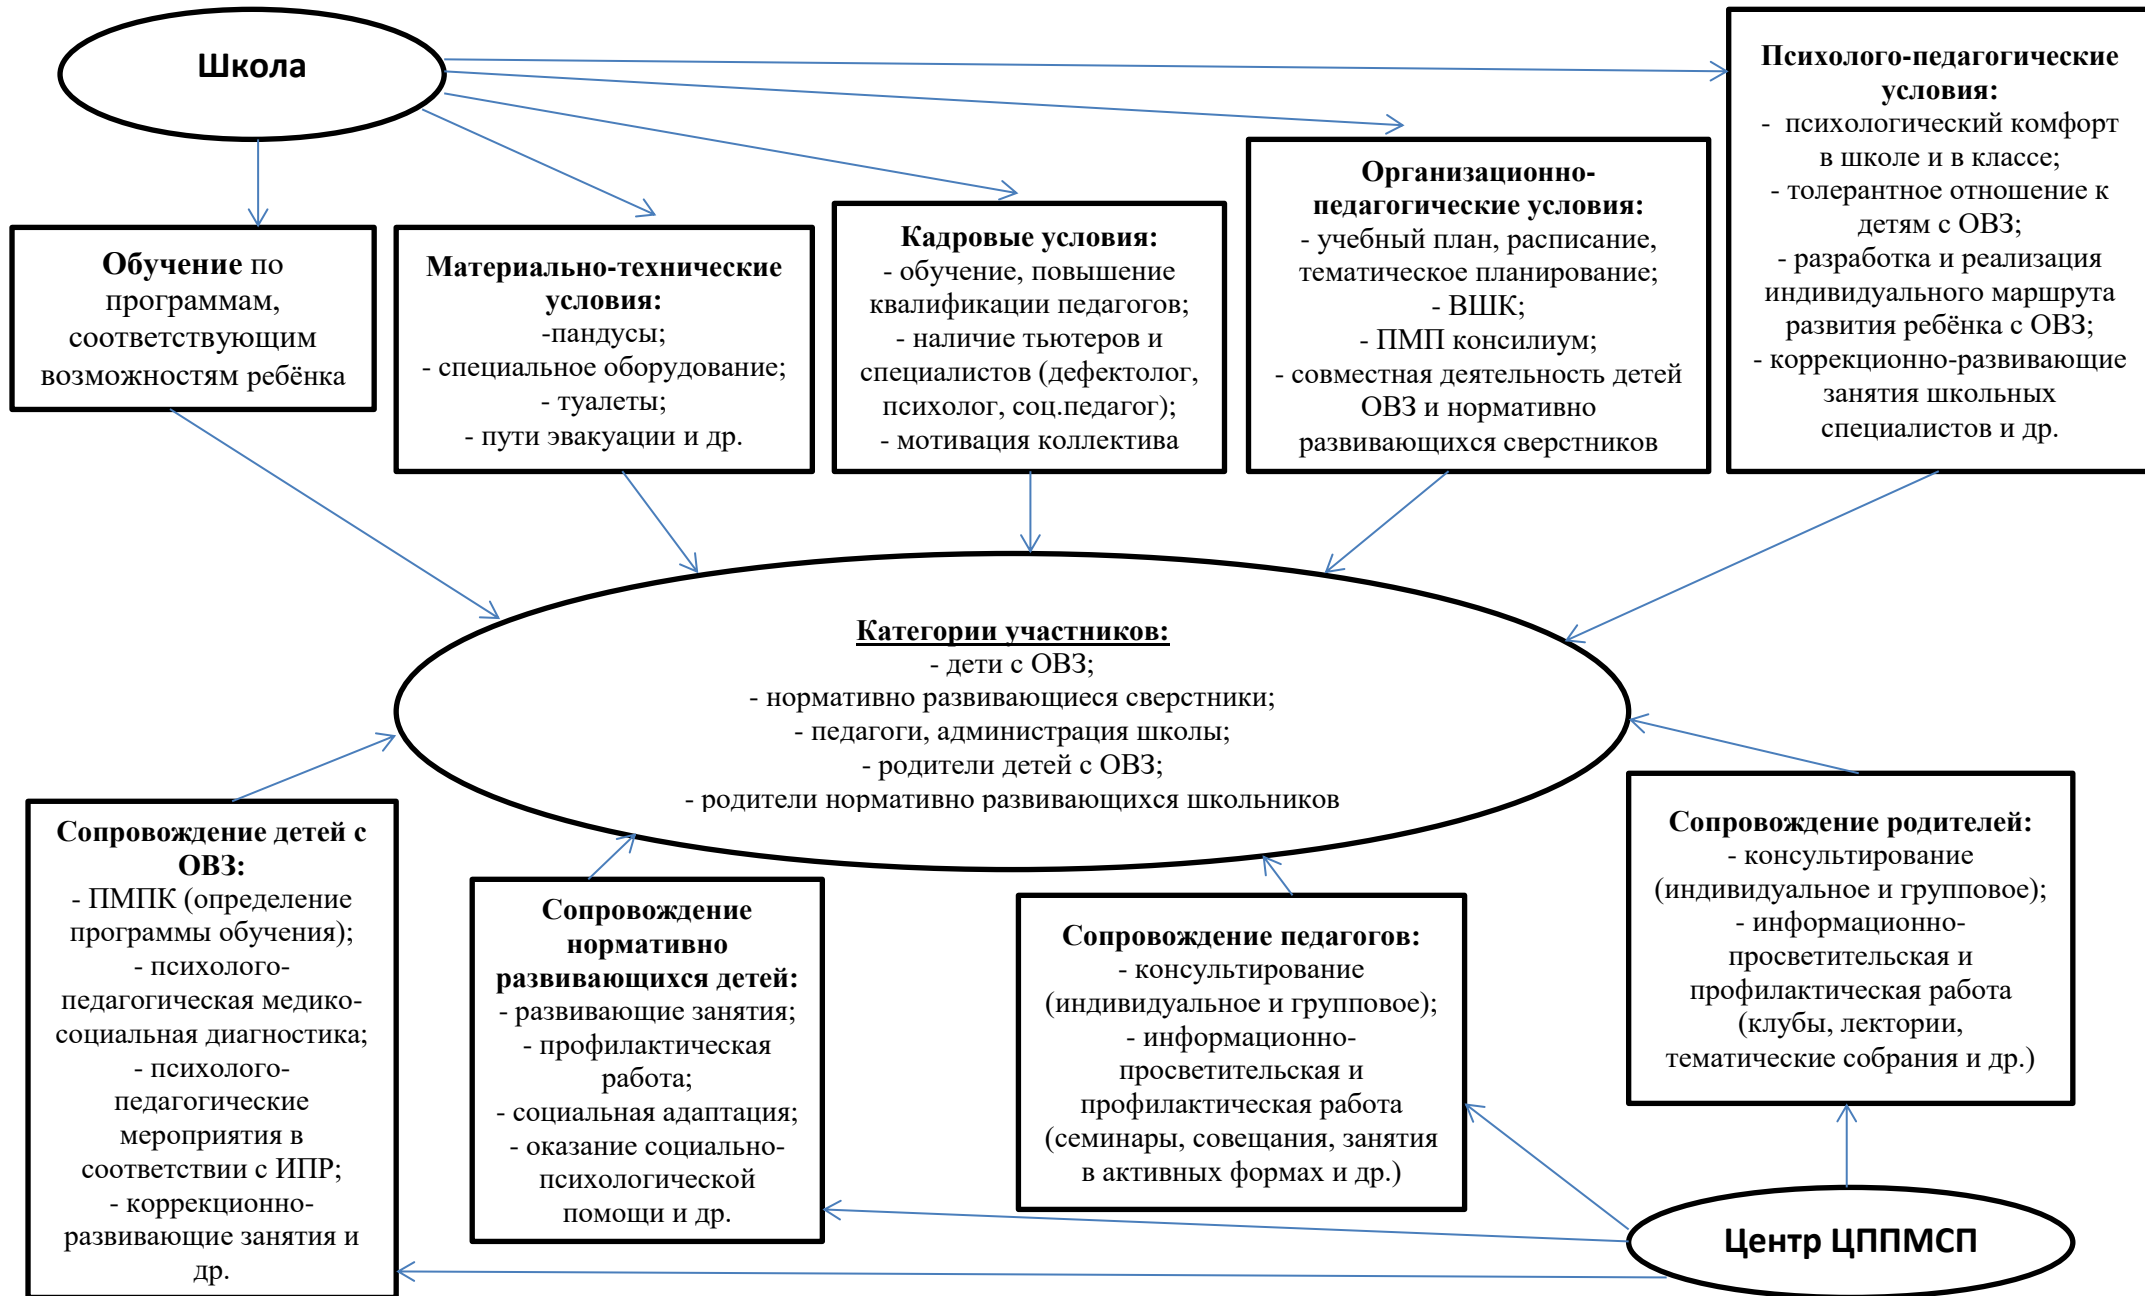 Школа
Психолого-педагогические
условия:
- психологический комфорт
в школе и в классе;
- толерантное отношение к
детям с ОВЗ;
- разработка и реализация
индивидуального маршрута
развития ребёнка с ОВЗ;
- коррекционно-развивающие
занятия школьных
специалистов и др.
Организационно-
педагогические условия:
- учебный план, расписание,
тематическое планирование;
- ВШК;
- ПМП консилиум;
- совместная деятельность детей
ОВЗ и нормативно
развивающихся сверстников
Кадровые условия:
- обучение, повышение
квалификации педагогов;
- наличие тьютеров и
специалистов (дефектолог,
психолог, соц.педагог);
- мотивация коллектива
Материально-технические
условия:
-пандусы;
- специальное оборудование;
- туалеты;
- пути эвакуации и др.
Обучение по
программам,
соответствующим
возможностям ребёнка
Категории участников:
- дети с ОВЗ;
- нормативно развивающиеся сверстники;
- педагоги, администрация школы;
- родители детей с ОВЗ;
- родители нормативно развивающихся школьников
Сопровождение детей с
ОВЗ:
- ПМПК (определение
программы обучения);
- психолого-
педагогическая медико-
социальная диагностика;
- психолого-
педагогические
мероприятия в
соответствии с ИПР;
- коррекционно-
развивающие занятия и
др.
Сопровождение
нормативно
развивающихся детей:
- развивающие занятия;
- профилактическая
работа;
- социальная адаптация;
- оказание социально-
психологической
помощи и др.
Сопровождение педагогов:
- консультирование
(индивидуальное и групповое);
- информационно-
просветительская и
профилактическая работа
(семинары, совещания, занятия
в активных формах и др.)
Сопровождение родителей:
- консультирование
(индивидуальное и групповое);
- информационно-
просветительская и
профилактическая работа
(клубы, лектории,
тематические собрания и др.)
Центр ЦППМСП